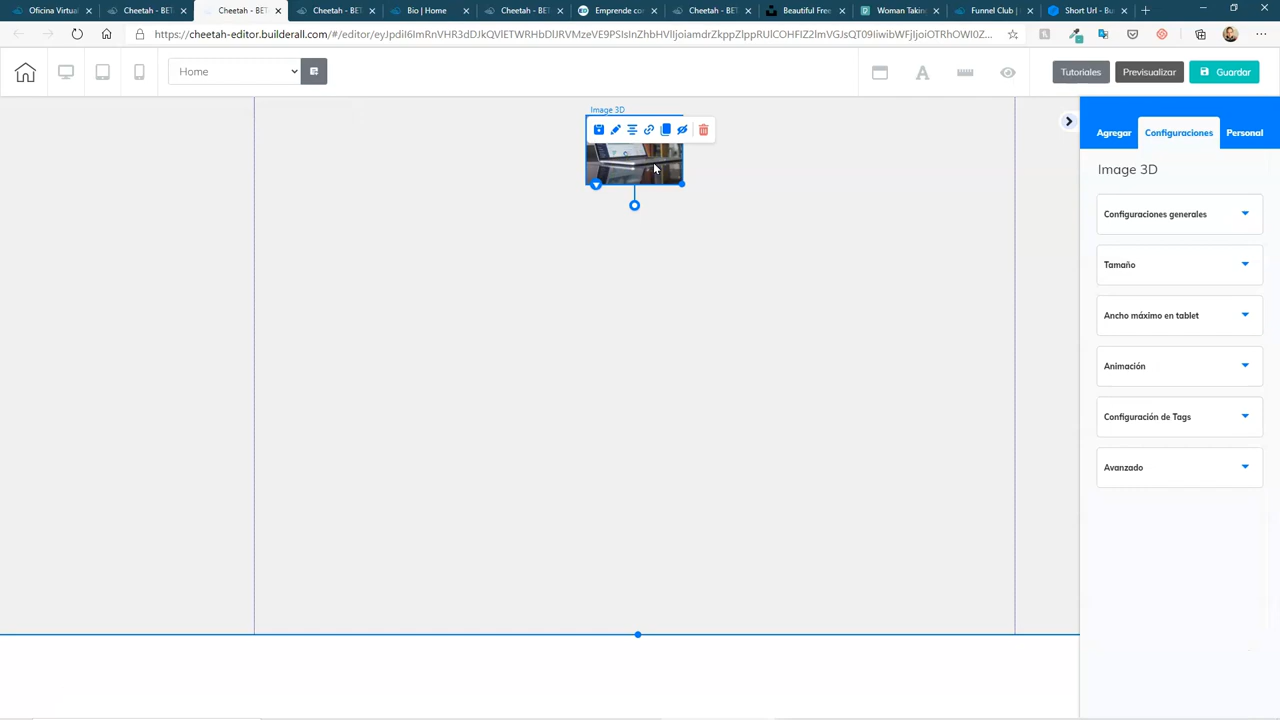 Oficina Virtual
Cheetah - BET
Cheetah - BET
Cheetah - BET
Bio | Home
Cheetah - BET
Emprende co
Cheetah - BET
Beautiful Free
Woman Takin
Funnel Club |
Short Url - Bu
https://cheetah-editor.builderall.com/#/editor/
Home
Tutoriales
Previsualizar
Guardar
Image 3D
Agregar
Configuraciones
Personal
Image 3D
Configuraciones generales
Tamaño
Ancho máximo en tablet
Animación
Configuración de Tags
Avanzado